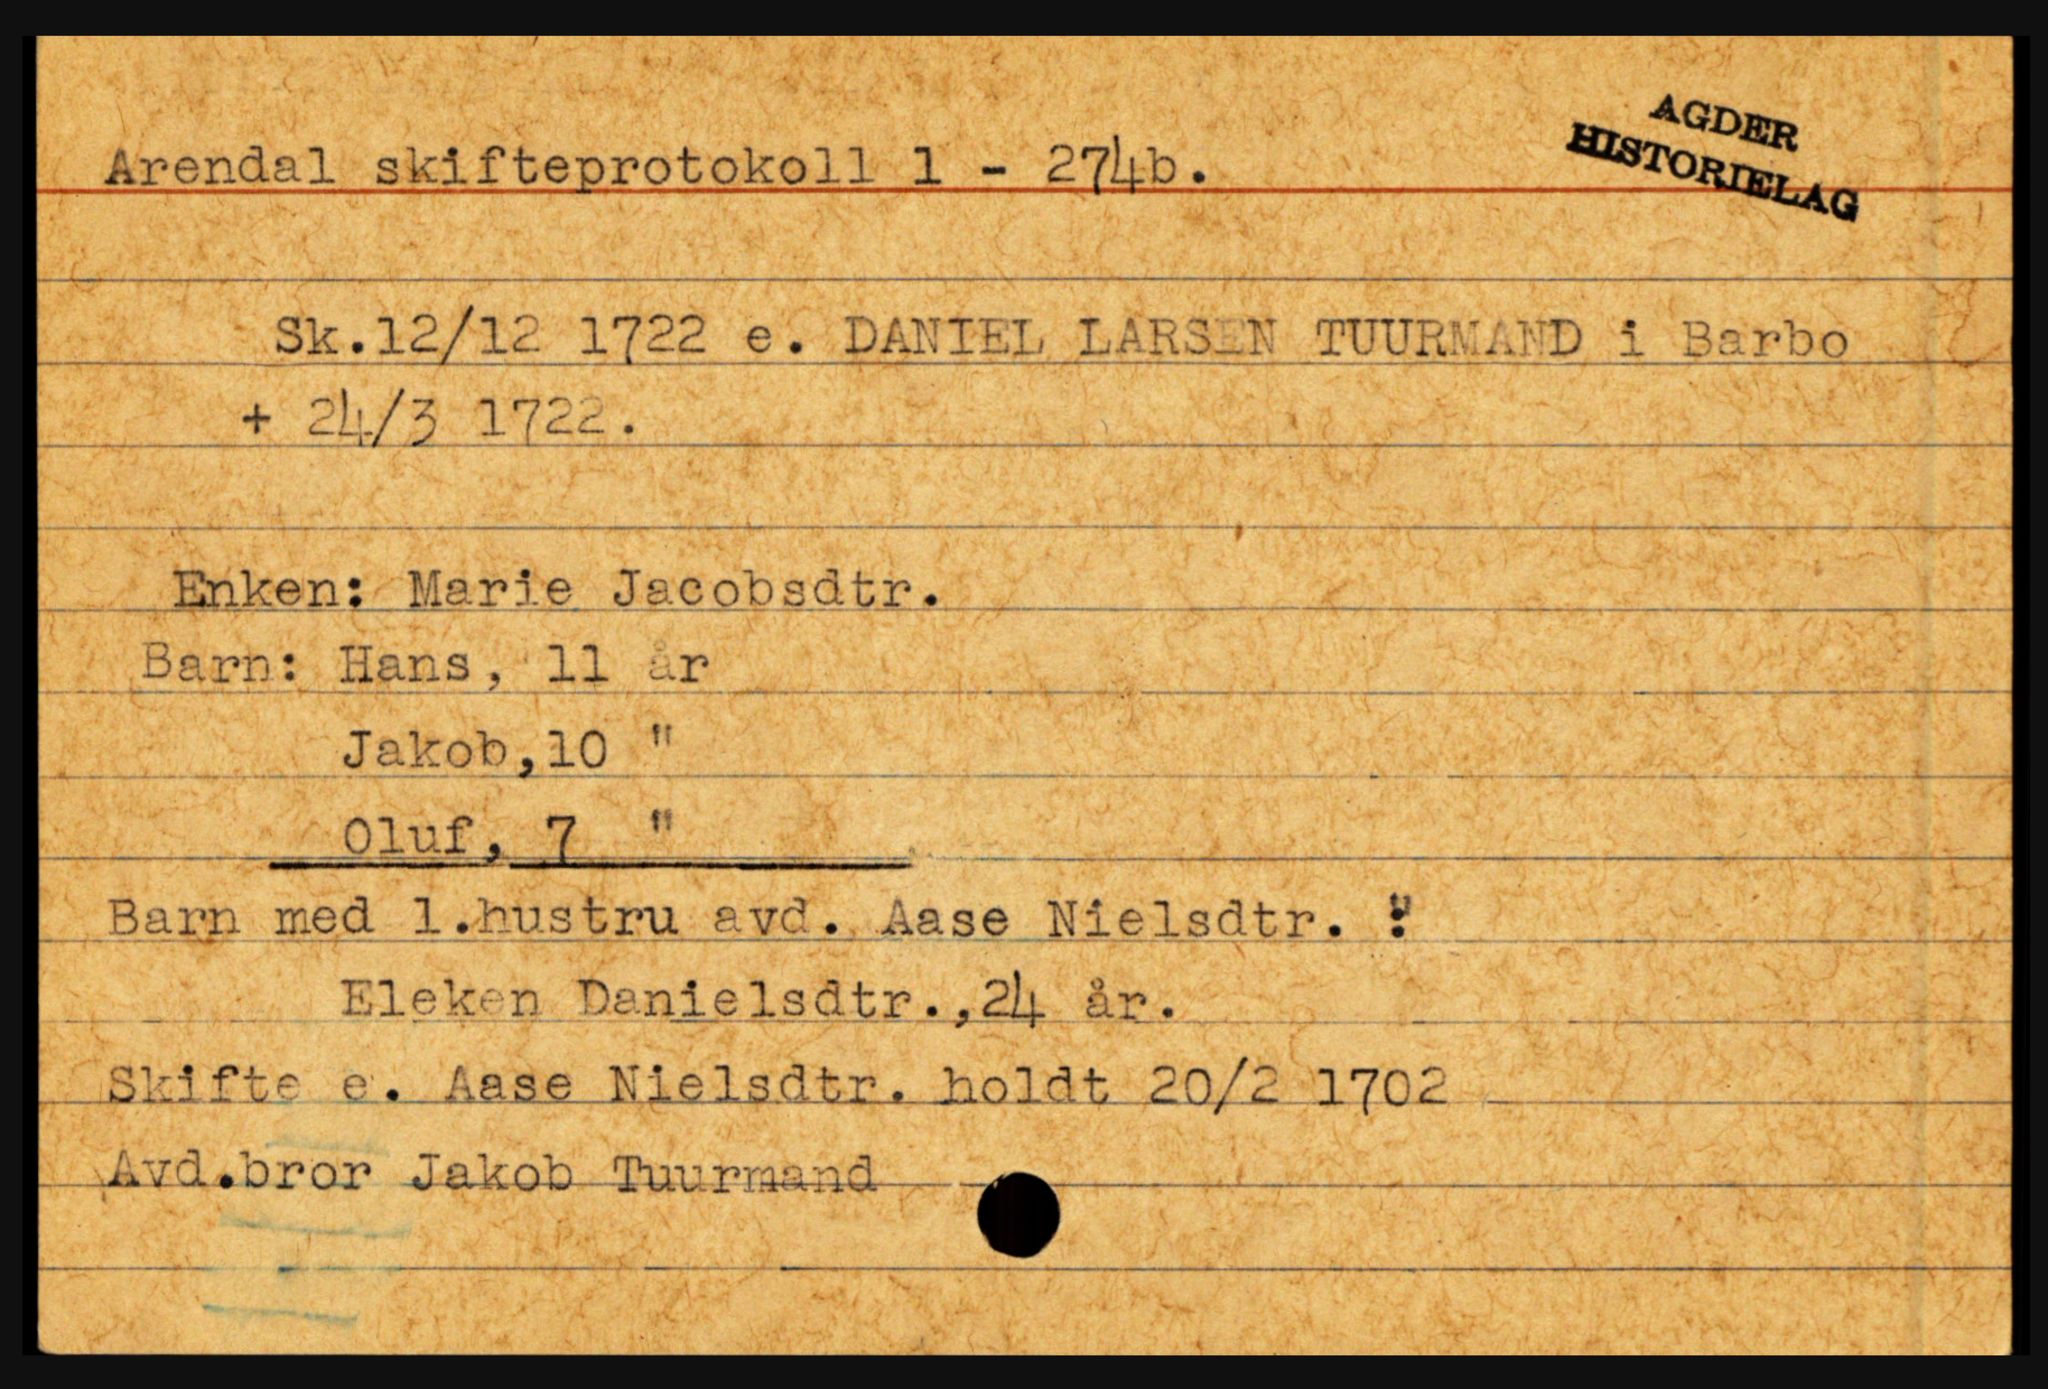 AGDER
HISTORIELAG
Arendal skifteprotokoll 1 - 274b.
Sk.12/12 1722 e. DANIEL LARSEN TUURMAND i Barbo
+ 24/3 1722.
Enken: Marie Jacobsdtr.
Barn: Hans, 11 år
Jakob,10 "
Oluf, 7 "
Barn med 1.hustru avd. Aase Nielsdtr. :
Eleken Danielsdtr.,24 år.
Skifte e. Aase Nielsdtr. holdt 20/2 1702
Avd.bror Jakob Tuurmand